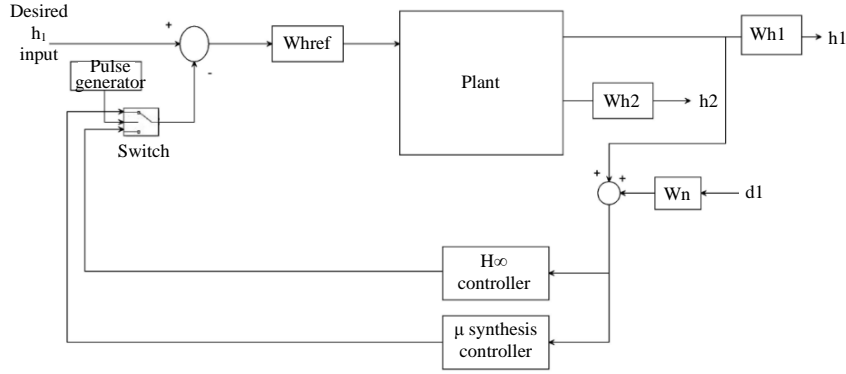 Desired
h₁
input
+
-
Pulse
generator
Switch
Whref
Plant
Wh1
h1
Wh2
h2
+
+
Wn
d1
H∞
controller
μ synthesis
controller